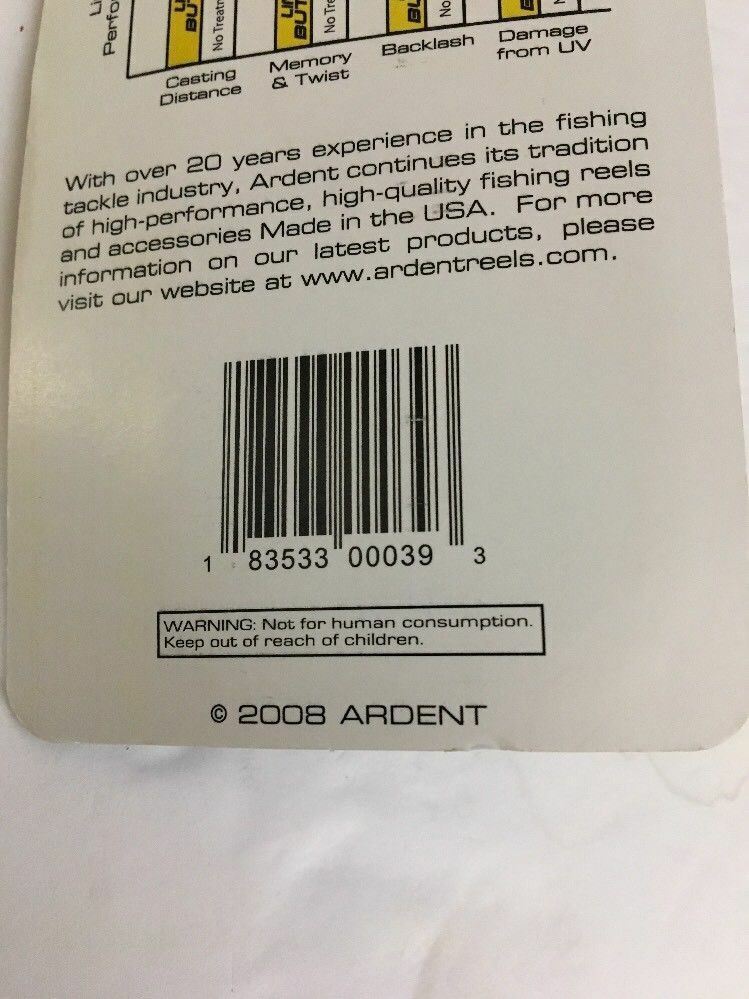 Casting
Distance
Memory
& Twist
Backlash
Damage
from UV
With over 20 years experience in the fishing
tackle industry, Ardent continues its tradition
of high-performance, high-quality fishing reels
and accessories Made in the USA. For more
information on our latest products, please
visit our website at www.ardentreels.com.
1 83533 00039 3
WARNING: Not for human consumption.
Keep out of reach of children.
© 2008 ARDENT